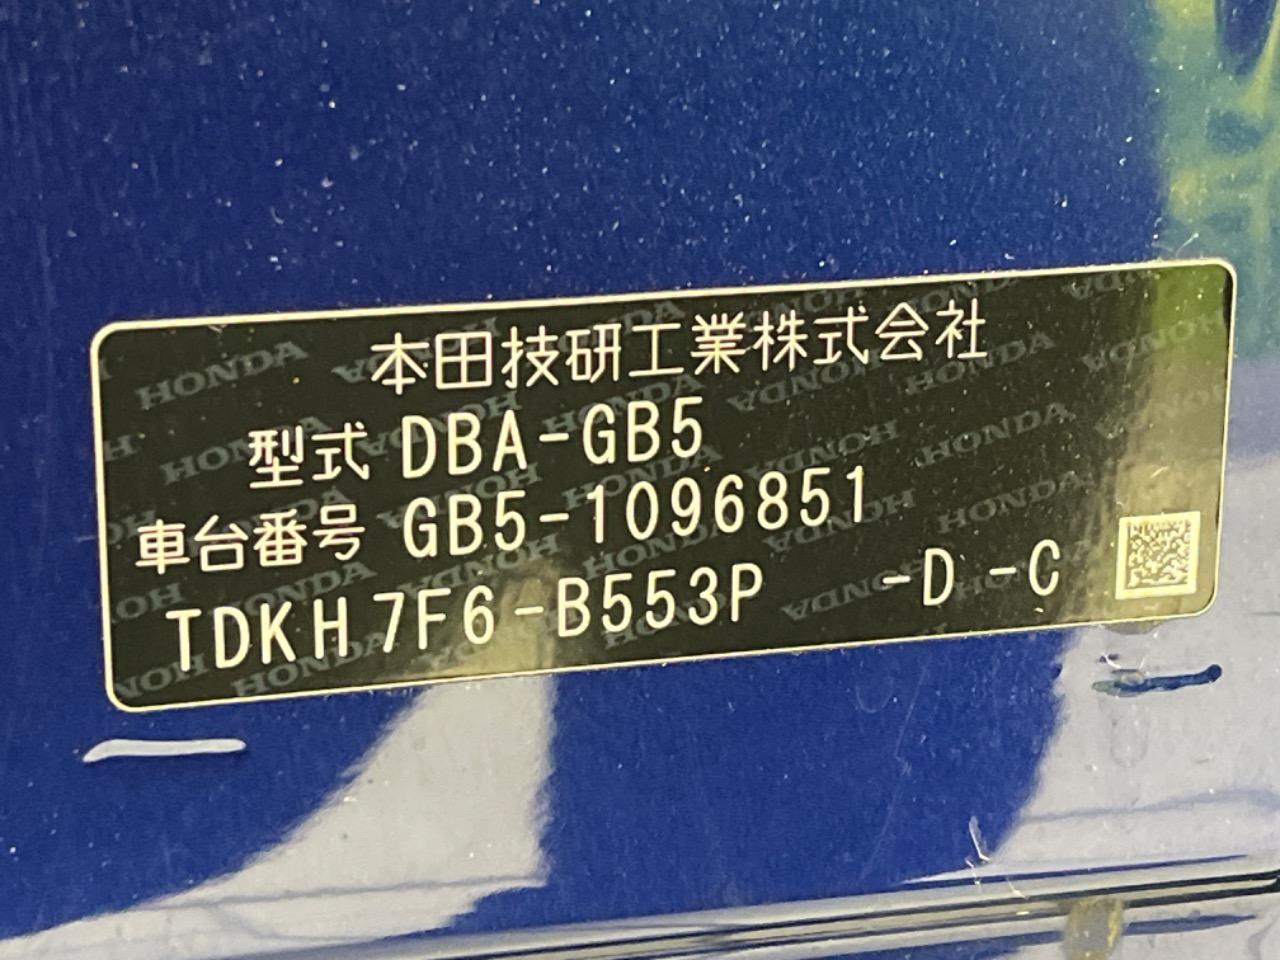 本田技研工業株式会社
型式 DBA-GB5
車台番号 GB5-1096851
TDKH7F6-B553P -D -C